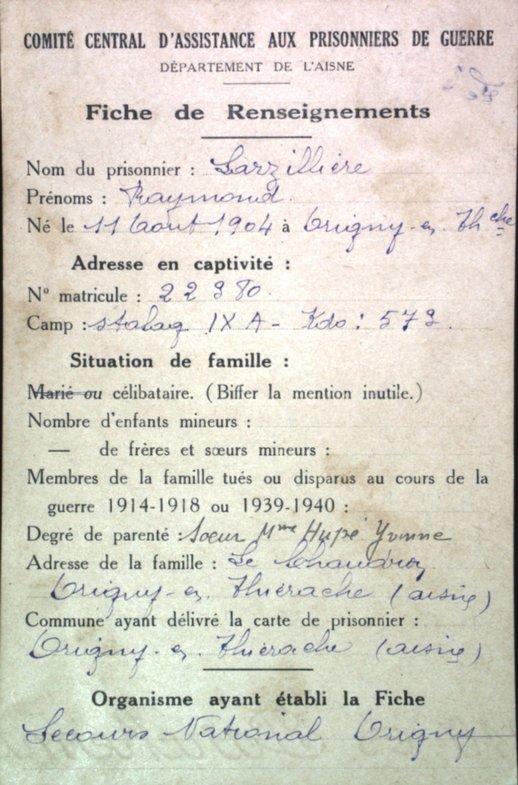 COMITÉ CENTRAL D'ASSISTANCE AUX PRISONNIERS DE GUERRE
DÉPARTEMENT DE L'AISNE
Fiche de Renseignements
Nom du prisonnier : Larzillière
Prénoms : Raymond.
Né le 11 Août 1904 à Origny-en Thche
Adresse en captivité :
N° matricule : 22980.
Camp : stalag IX A - Kdo : 579.
Situation de famille :
Marié ou célibataire. (Biffer la mention inutile.)
Nombre d'enfants mineurs :
— de frères et sœurs mineurs :
Membres de la famille tués ou disparus au cours de la
guerre 1914-1918 ou 1939-1940 :
Degré de parenté : Soeur Mme Hupé Yvonne
Adresse de la famille : Le Chaudron
Origny-en Thiérache (aisne)
Commune ayant délivré la carte de prisonnier :
Origny-en Thiérache (aisne)
Organisme ayant établi la Fiche
Secours National Origny